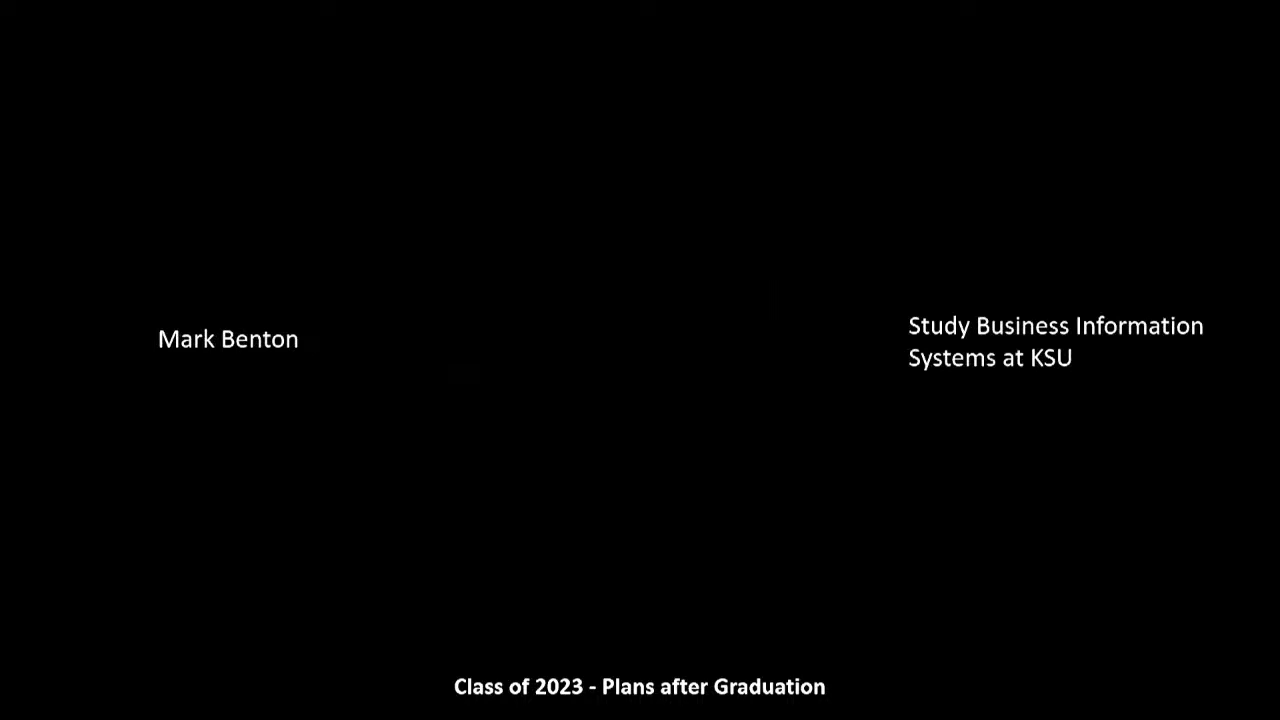 Mark Benton
Study Business Information
Systems at KSU
Class of 2023 - Plans after Graduation